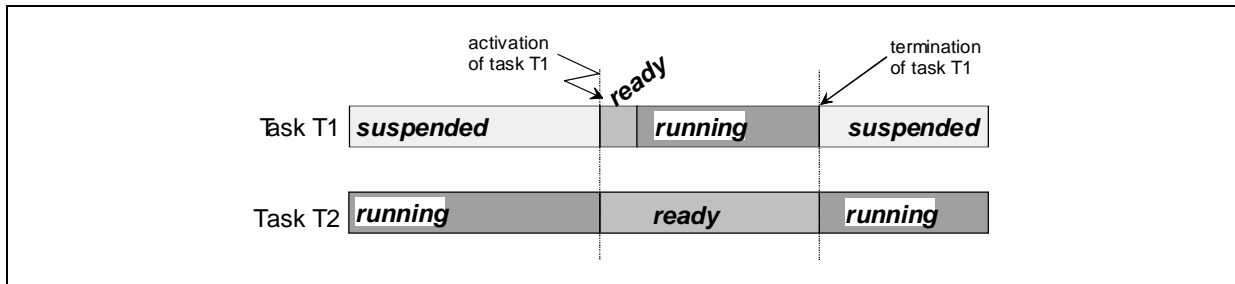 activation
of task T1
termination
of task T1
ready
Task T1 suspended running suspended
Task T2 running ready running